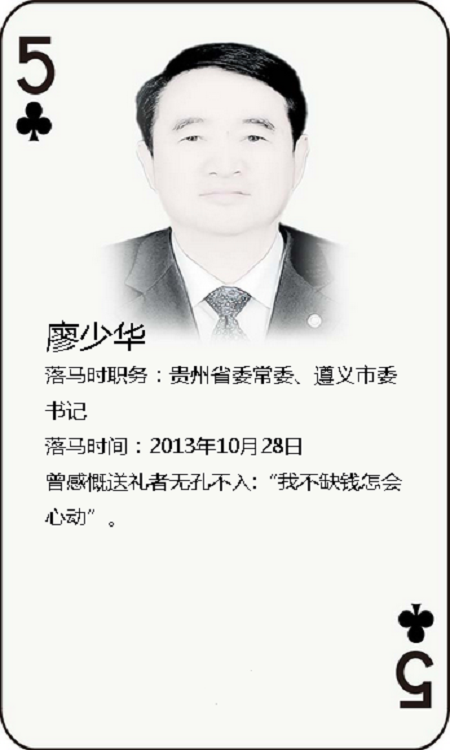 5
廖少华
落马时职务：贵州省委常委、遵义市委
书记
落马时间：2013年10月28日
曾感慨送礼者无孔不入：“我不缺钱怎会
心动”。
5